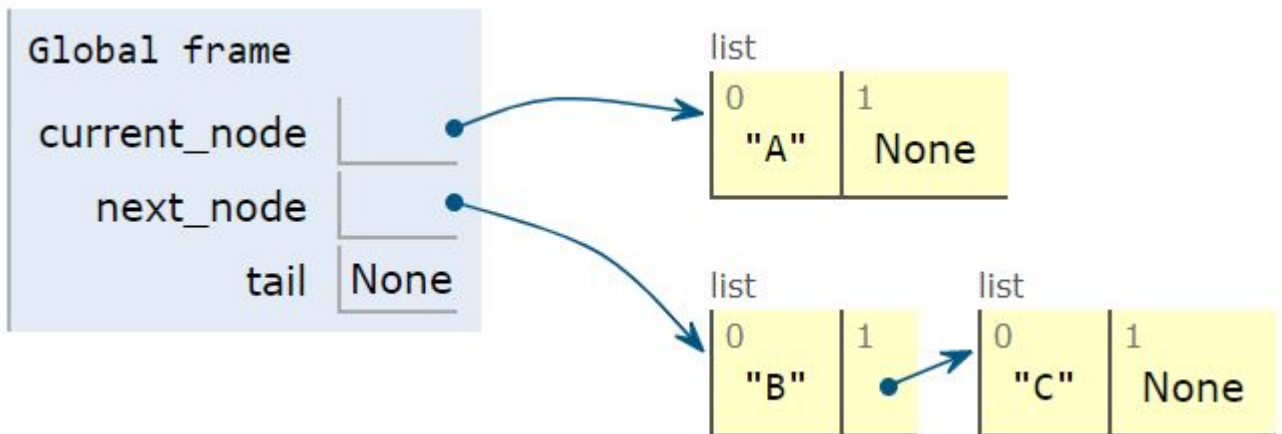 Global frame
current_node
next_node
tail None
list
0 1
"A" None
list list
0 1 0 1
"B" "C" None